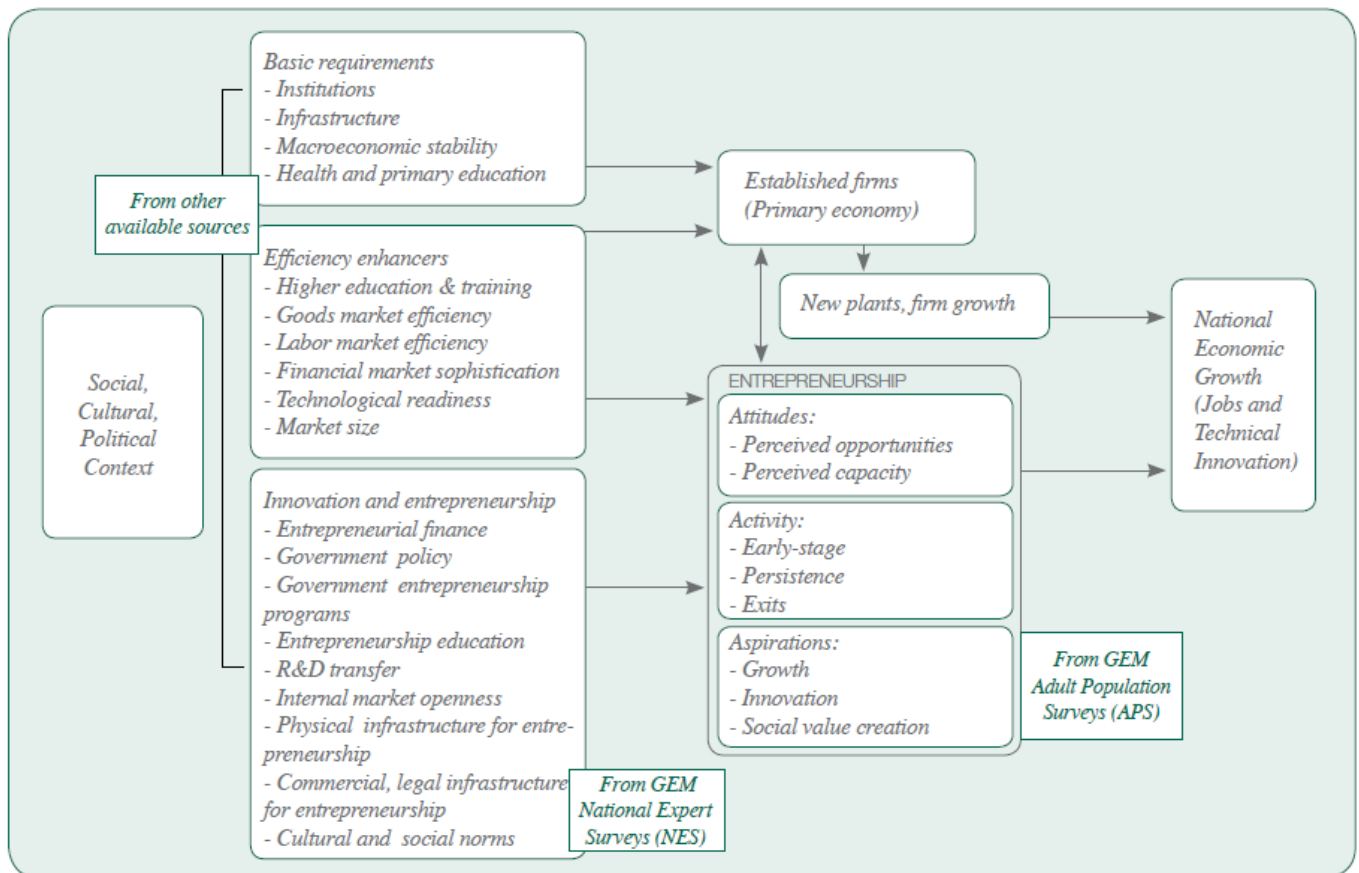 Basic requirements
- Institutions
- Infrastructure
- Macroeconomic stability
- Health and primary education
From other
available sources
Efficiency enhancers
- Higher education & training
- Goods market efficiency
- Labor market efficiency
- Financial market sophistication
- Technological readiness
- Market size
Social,
Cultural,
Political
Context
Innovation and entrepreneurship
- Entrepreneurial finance
- Government policy
- Government entrepreneurship
programs
- Entrepreneurship education
- R&D transfer
- Internal market openness
- Physical infrastructure for entre-
preneurship
- Commercial, legal infrastructure
for entrepreneurship
- Cultural and social norms
From GEM
National Expert
Surveys (NES)
Established firms
(Primary economy)
New plants, firm growth
ENTREPRENEURSHIP
Attitudes:
- Perceived opportunities
- Perceived capacity
Activity:
- Early-stage
- Persistence
- Exits
Aspirations:
- Growth
- Innovation
- Social value creation
From GEM
Adult Population
Surveys (APS)
National
Economic
Growth
(Jobs and
Technical
Innovation)